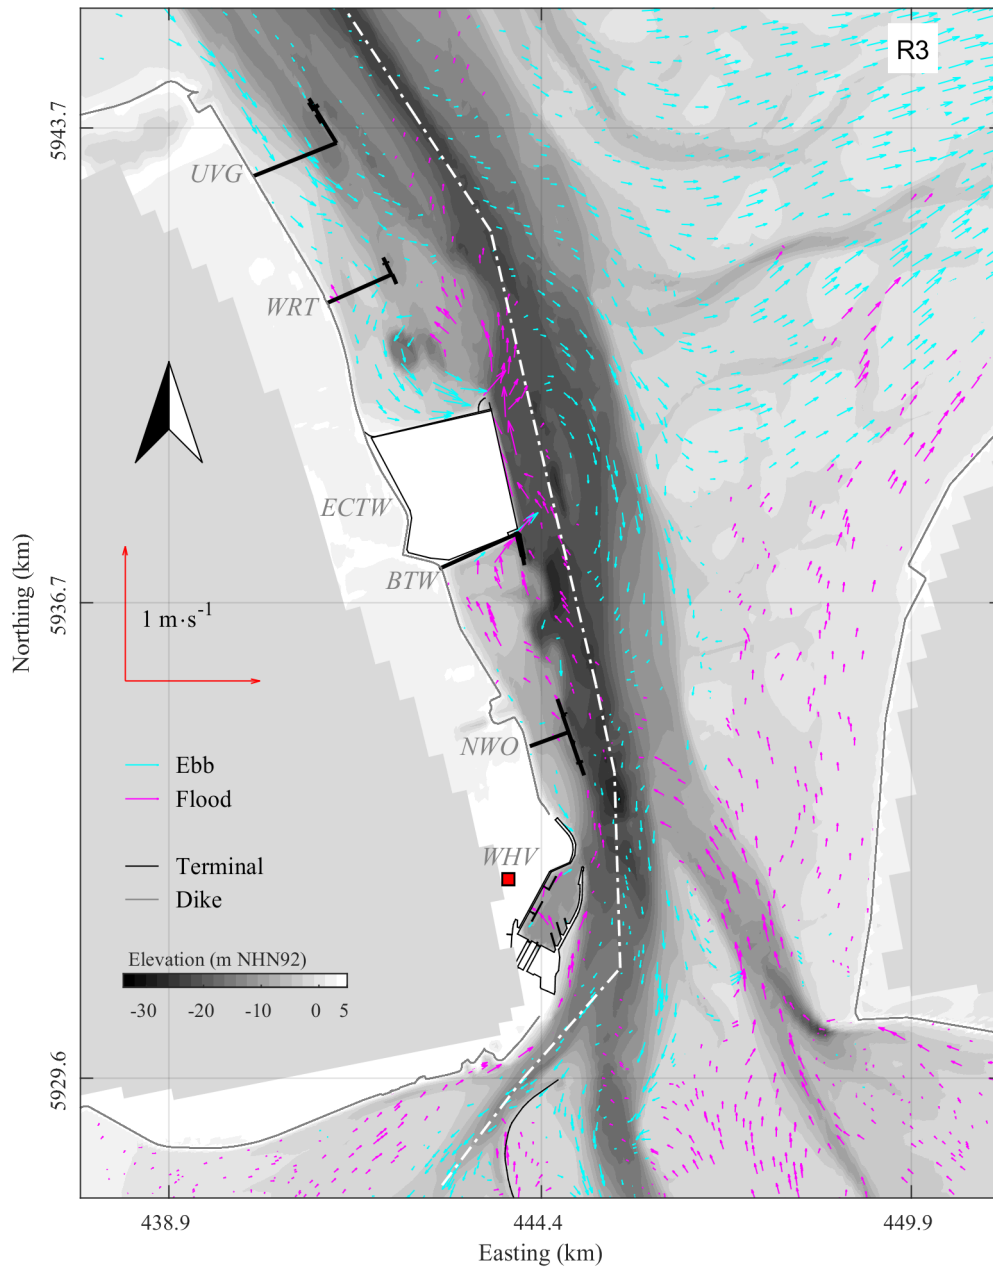 R3
5943.7
UVG
WRT
ECTW
BTW
Northing (km)
5936.7
1 m·s⁻¹
NWO
Ebb
Flood
WHV
Terminal
Dike
Elevation (m NHN92)
-30 -20 -10 0 5
5929.6
438.9 444.4 449.9
Easting (km)